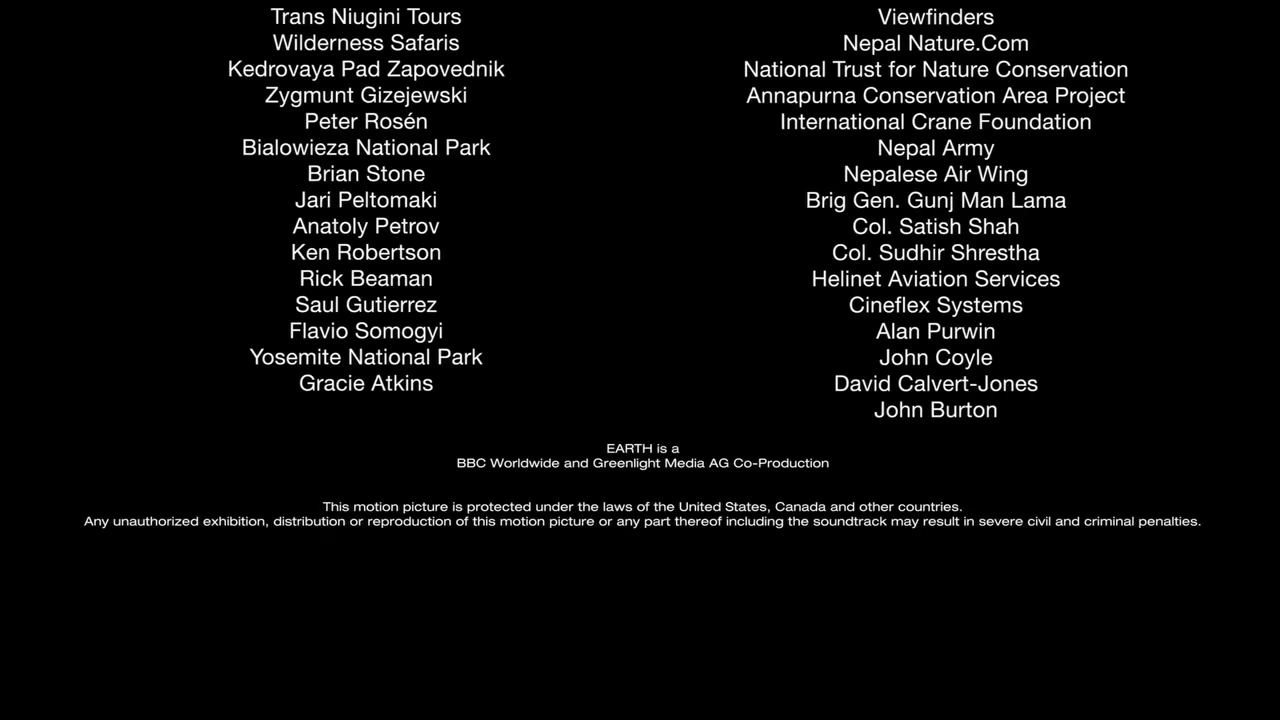 Trans Niugini Tours
Wilderness Safaris
Kedrovaya Pad Zapovednik
Zygmunt Gizejewski
Peter Rosén
Bialowieza National Park
Brian Stone
Jari Peltomaki
Anatoly Petrov
Ken Robertson
Rick Beaman
Saul Gutierrez
Flavio Somogyi
Yosemite National Park
Gracie Atkins
Viewfinders
Nepal Nature.Com
National Trust for Nature Conservation
Annapurna Conservation Area Project
International Crane Foundation
Nepal Army
Nepalese Air Wing
Brig Gen. Gunj Man Lama
Col. Satish Shah
Col. Sudhir Shrestha
Helinet Aviation Services
Cineflex Systems
Alan Purwin
John Coyle
David Calvert-Jones
John Burton
EARTH is a
BBC Worldwide and Greenlight Media AG Co-Production
This motion picture is protected under the laws of the United States, Canada and other countries.
Any unauthorized exhibition, distribution or reproduction of this motion picture or any part thereof including the soundtrack may result in severe civil and criminal penalties.